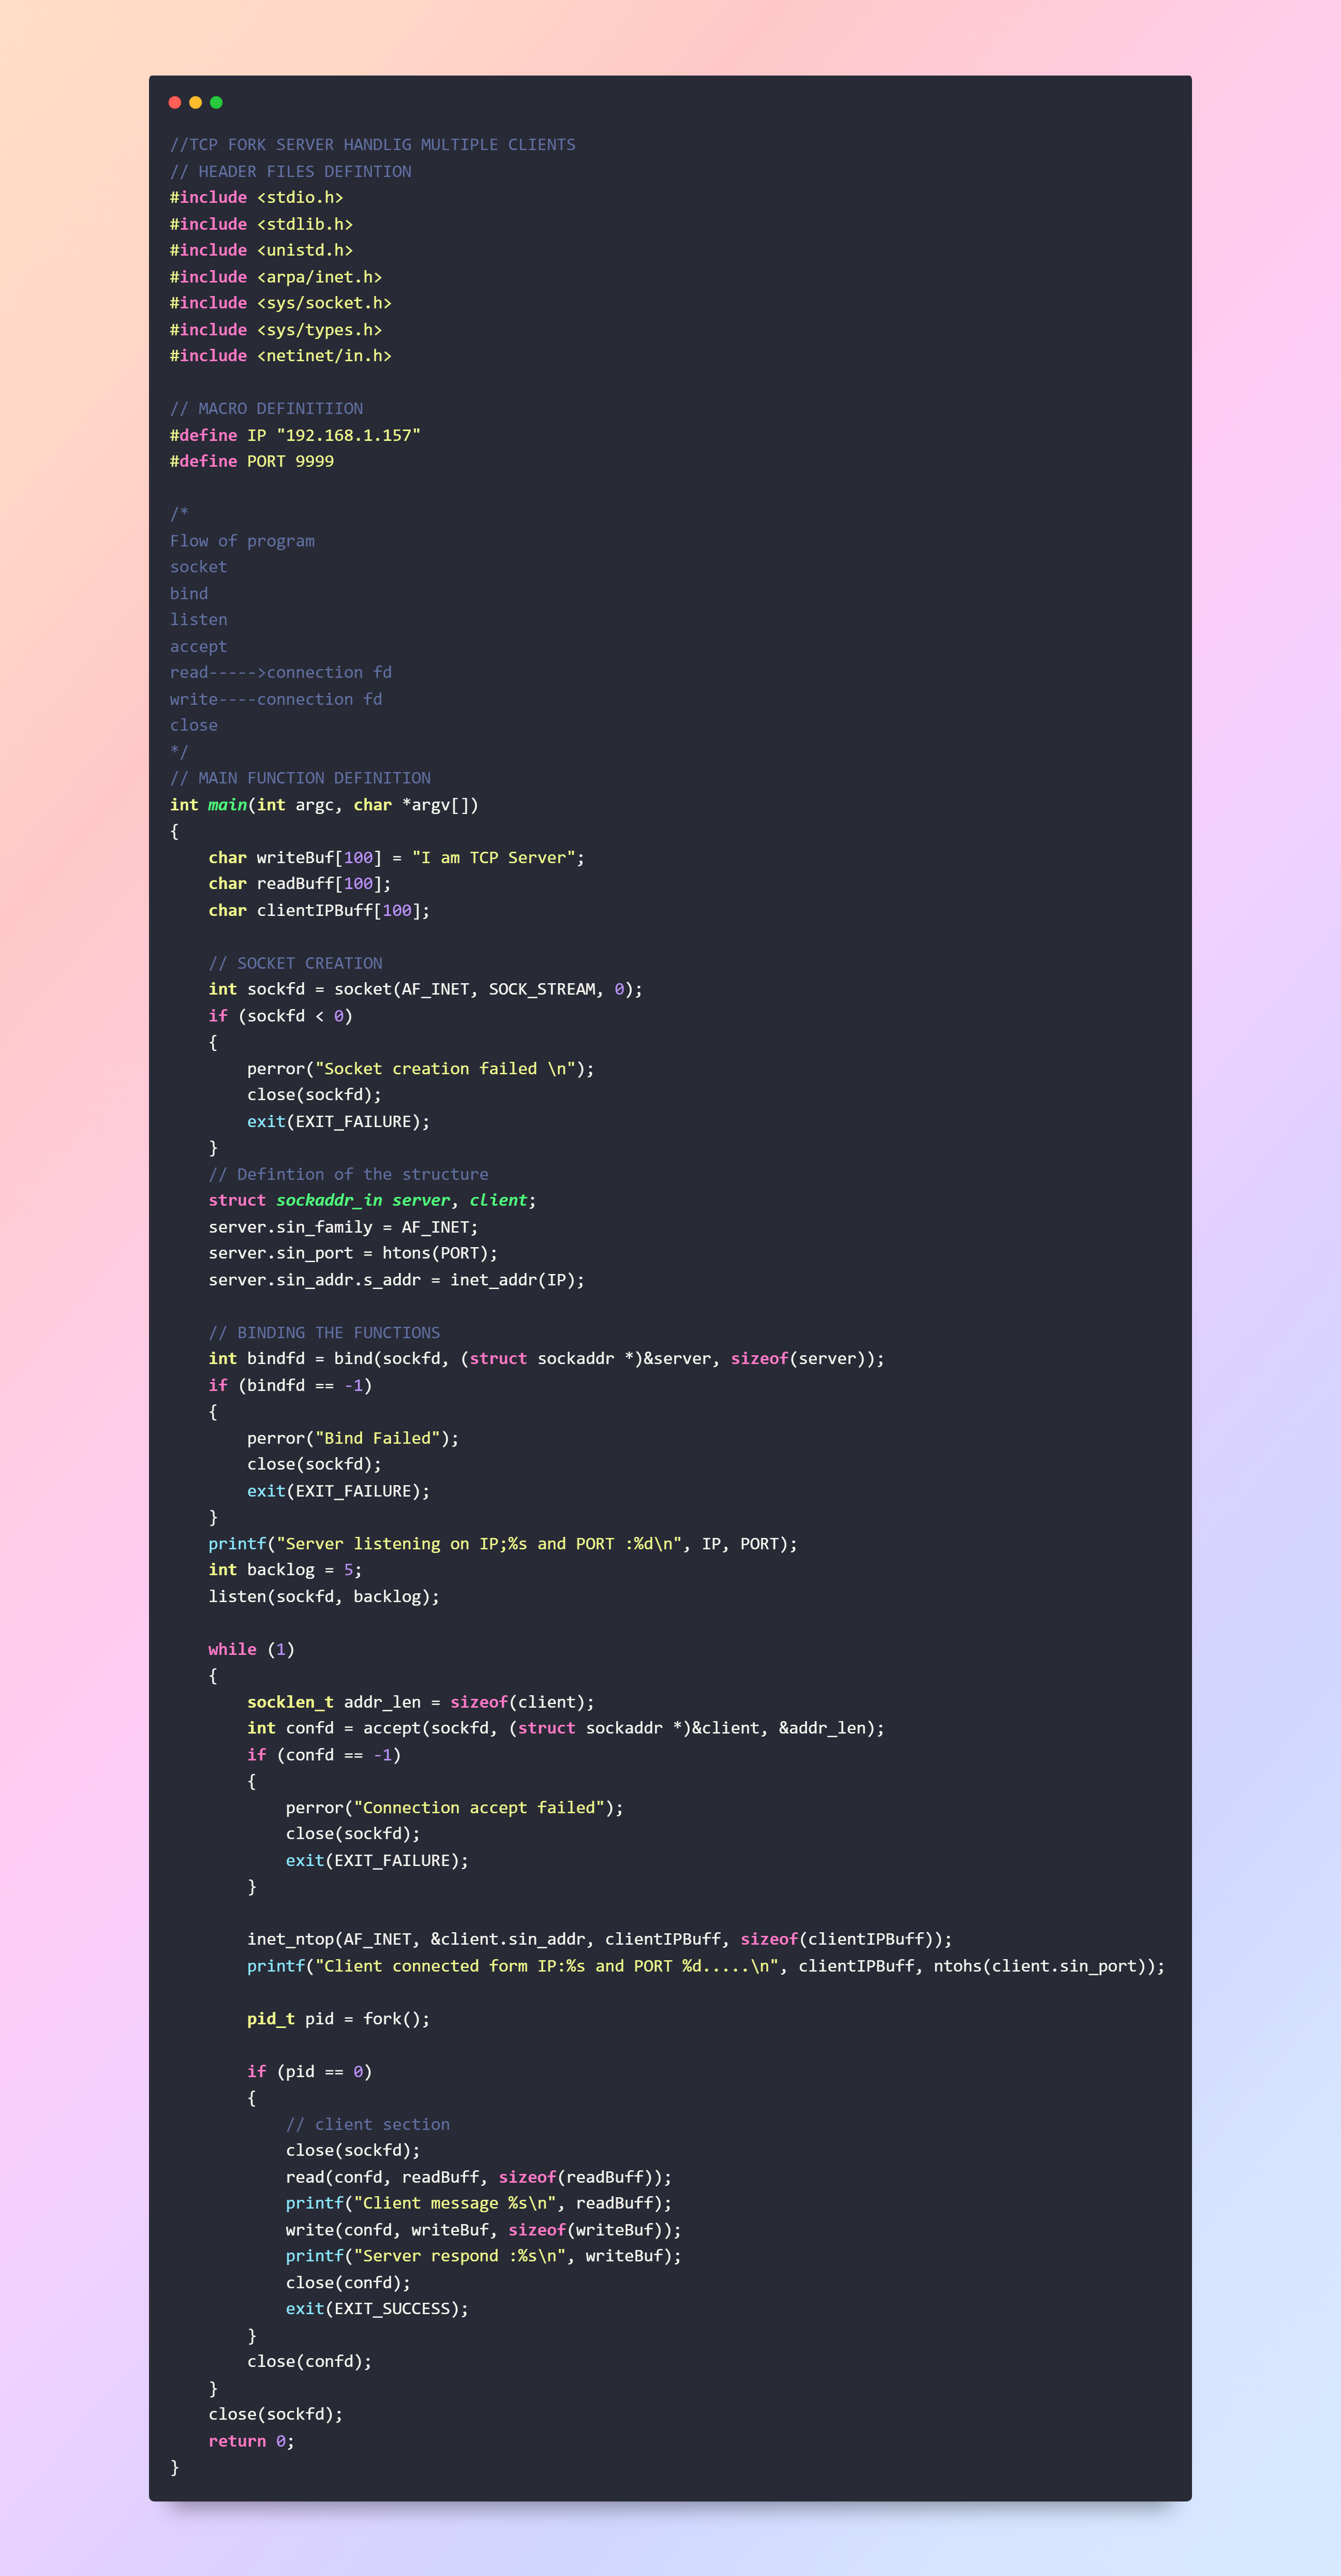 //TCP FORK SERVER HANDLIG MULTIPLE CLIENTS
// HEADER FILES DEFINTION
#include <stdio.h>
#include <stdlib.h>
#include <unistd.h>
#include <arpa/inet.h>
#include <sys/socket.h>
#include <sys/types.h>
#include <netinet/in.h>

// MACRO DEFINITIION
#define IP "192.168.1.157"
#define PORT 9999

/*
Flow of program
socket
bind
listen
accept
read----->connection fd
write----connection fd
close
*/
// MAIN FUNCTION DEFINITION
int main(int argc, char *argv[])
{
    char writeBuf[100] = "I am TCP Server";
    char readBuff[100];
    char clientIPBuff[100];

    // SOCKET CREATION
    int sockfd = socket(AF_INET, SOCK_STREAM, 0);
    if (sockfd < 0)
    {
        perror("Socket creation failed \n");
        close(sockfd);
        exit(EXIT_FAILURE);
    }
    // Defintion of the structure
    struct sockaddr_in server, client;
    server.sin_family = AF_INET;
    server.sin_port = htons(PORT);
    server.sin_addr.s_addr = inet_addr(IP);

    // BINDING THE FUNCTIONS
    int bindfd = bind(sockfd, (struct sockaddr *)&server, sizeof(server));
    if (bindfd == -1)
    {
        perror("Bind Failed");
        close(sockfd);
        exit(EXIT_FAILURE);
    }
    printf("Server listening on IP;%s and PORT :%d\n", IP, PORT);
    int backlog = 5;
    listen(sockfd, backlog);

    while (1)
    {
        socklen_t addr_len = sizeof(client);
        int confd = accept(sockfd, (struct sockaddr *)&client, &addr_len);
        if (confd == -1)
        {
            perror("Connection accept failed");
            close(sockfd);
            exit(EXIT_FAILURE);
        }

        inet_ntop(AF_INET, &client.sin_addr, clientIPBuff, sizeof(clientIPBuff));
        printf("Client connected form IP:%s and PORT %d.....\n", clientIPBuff, ntohs(client.sin_port));

        pid_t pid = fork();

        if (pid == 0)
        {
            // client section
            close(sockfd);
            read(confd, readBuff, sizeof(readBuff));
            printf("Client message %s\n", readBuff);
            write(confd, writeBuf, sizeof(writeBuf));
            printf("Server respond :%s\n", writeBuf);
            close(confd);
            exit(EXIT_SUCCESS);
        }
        close(confd);
    }
    close(sockfd);
    return 0;
}